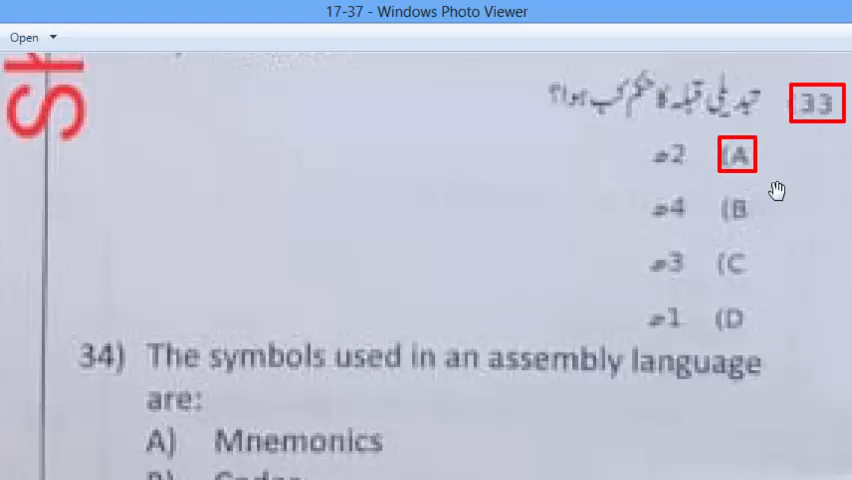 17-37 - Windows Photo Viewer
Open
33) تبدیلی قبلہ کا حکم کب ہوا؟
A) 2ھ
B) 4ھ
C) 3ھ
D) 1ھ
34) The symbols used in an assembly language
are:
A) Mnemonics